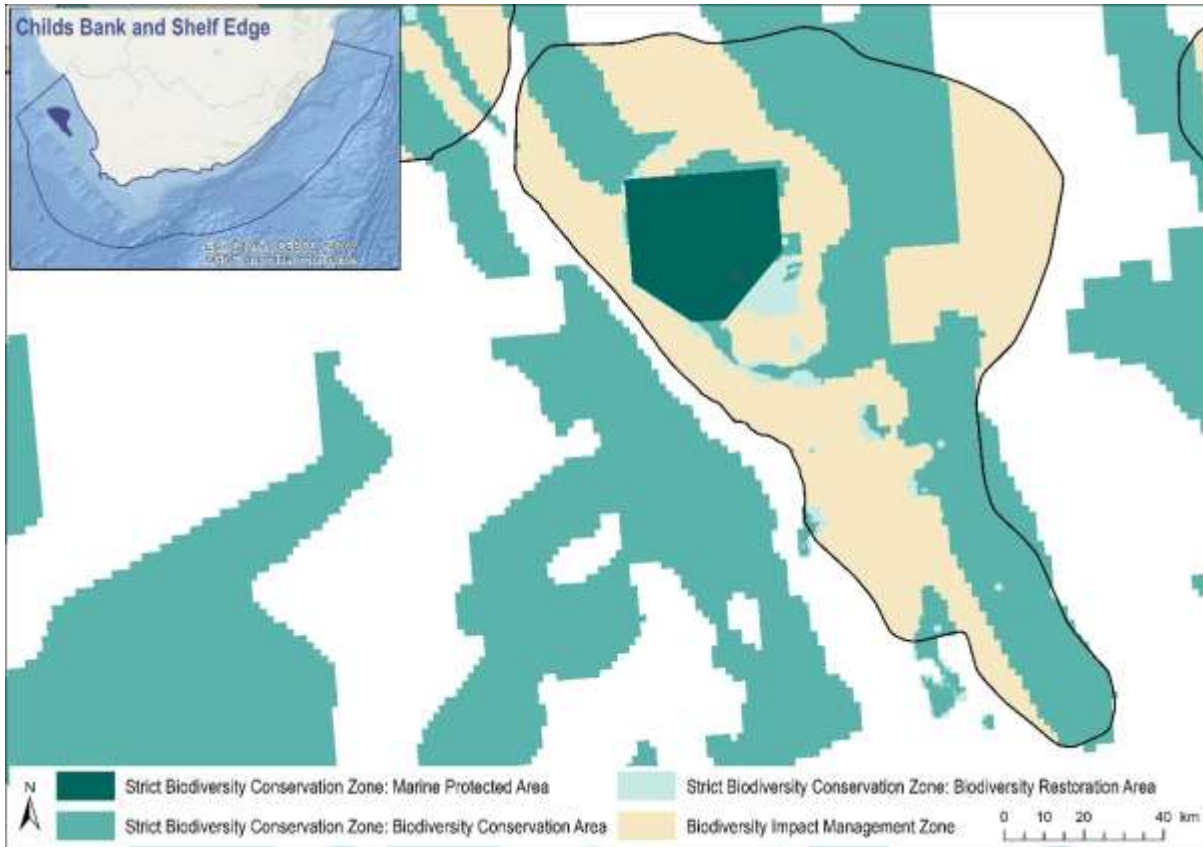 Childs Bank and Shelf Edge
N
Strict Biodiversity Conservation Zone: Marine Protected Area
Strict Biodiversity Conservation Zone: Biodiversity Restoration Area
Strict Biodiversity Conservation Zone: Biodiversity Conservation Area
Biodiversity Impact Management Zone
0 10 20 40 km